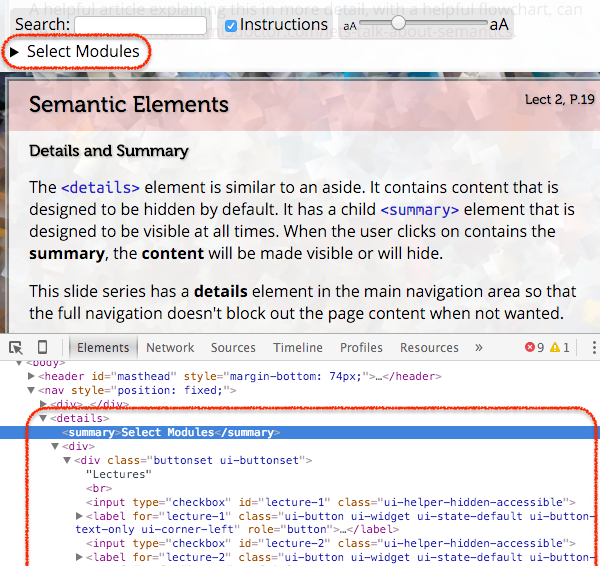 A helpful article explaining this in more detail, with a helpful flowchart, can
Search: Instructions aA aA
talk-about-seman
▶ Select Modules
Semantic Elements
Lect 2, P.19
Details and Summary
The <details> element is similar to an aside. It contains content that is
designed to be hidden by default. It has a child <summary> element that is
designed to be visible at all times. When the user clicks on contains the
summary, the content will be made visible or will hide.
This slide series has a details element in the main navigation area so that
the full navigation doesn't block out the page content when not wanted.
Elements Network Sources Timeline Profiles Resources » 9 1
<body>
▶<header id="masthead" style="margin-bottom: 74px;">…</header>
▼<nav style="position: fixed;">
▶<div>…</div>
▼<details>
<summary>Select Modules</summary>
▼<div>
▼<div class="buttonset ui-buttonset">
"Lectures"
<br>
<input type="checkbox" id="lecture-1" class="ui-helper-hidden-accessible">
▶<label for="lecture-1" class="ui-button ui-widget ui-state-default ui-button-
text-only ui-corner-left" role="button">…</label>
<input type="checkbox" id="lecture-2" class="ui-helper-hidden-accessible">
▶<label for="lecture-2" class="ui-button ui-widget ui-state-default ui-button-